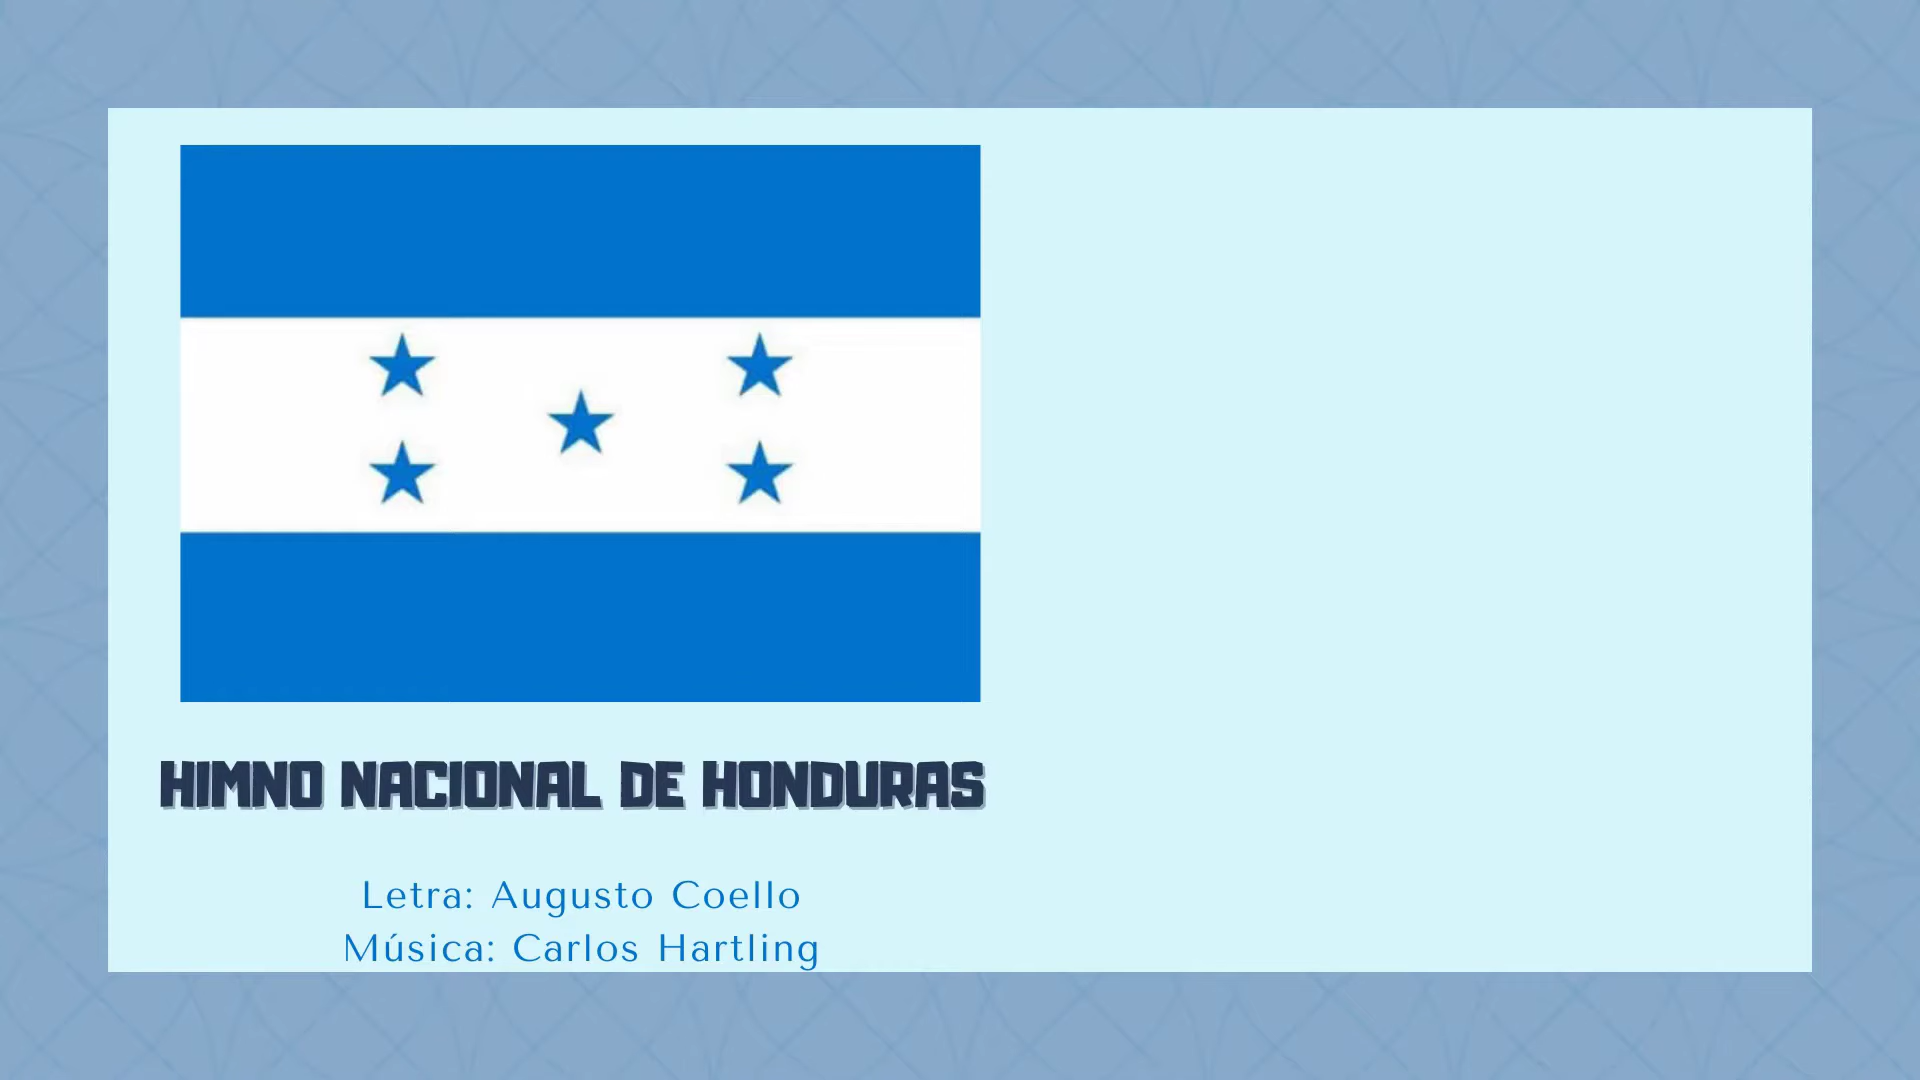 HIMNO NACIONAL DE HONDURAS
Letra: Augusto Coello
Música: Carlos Hartling